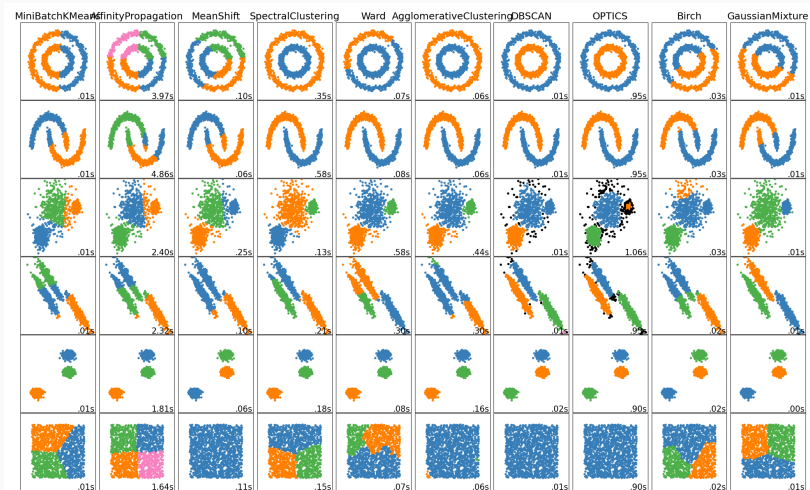 MiniBatchKMeans AffinityPropagation MeanShift SpectralClustering Ward AgglomerativeClustering DBSCAN OPTICS Birch GaussianMixture
.01s 3.97s .10s .35s .07s .06s .01s .95s .03s .01s
.01s 4.86s .06s .58s .08s .06s .01s .95s .03s .01s
.01s 2.40s .25s .13s .58s .44s .01s 1.06s .03s .01s
.01s 2.32s .10s .21s .30s .30s .01s .02s .01s
.01s 1.81s .06s .18s .08s .16s .02s .90s .02s .00s
.01s 1.64s .11s .15s .07s .06s .01s .90s .02s .01s